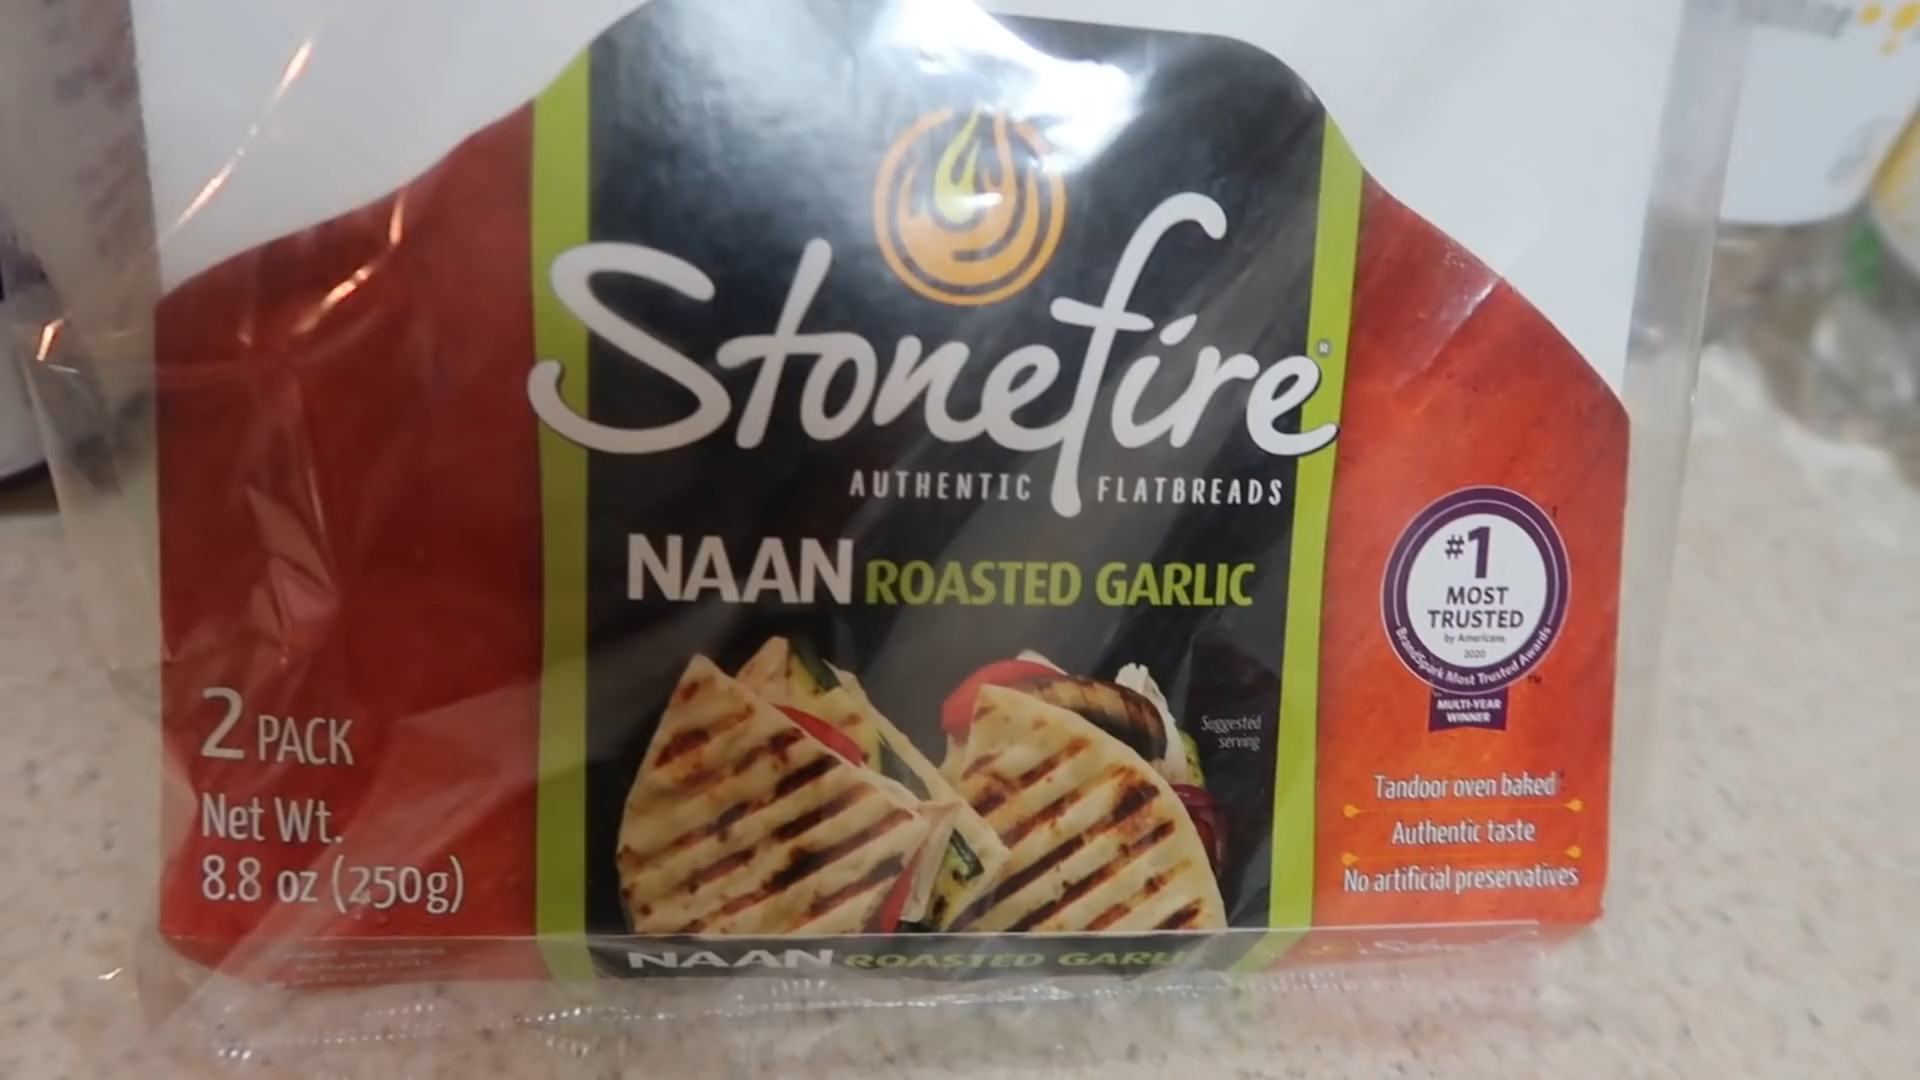 Stonefire®
AUTHENTIC FLATBREADS
NAAN ROASTED GARLIC
#1
MOST
TRUSTED
by Americans
2020
BrandSpark Most Trusted Awards
TM
MULTI-YEAR
WINNER
Suggested
serving
2 PACK
Net Wt.
8.8 oz (250g)
Tandoor oven baked
Authentic taste
No artificial preservatives
NAAN ROASTED GARLIC